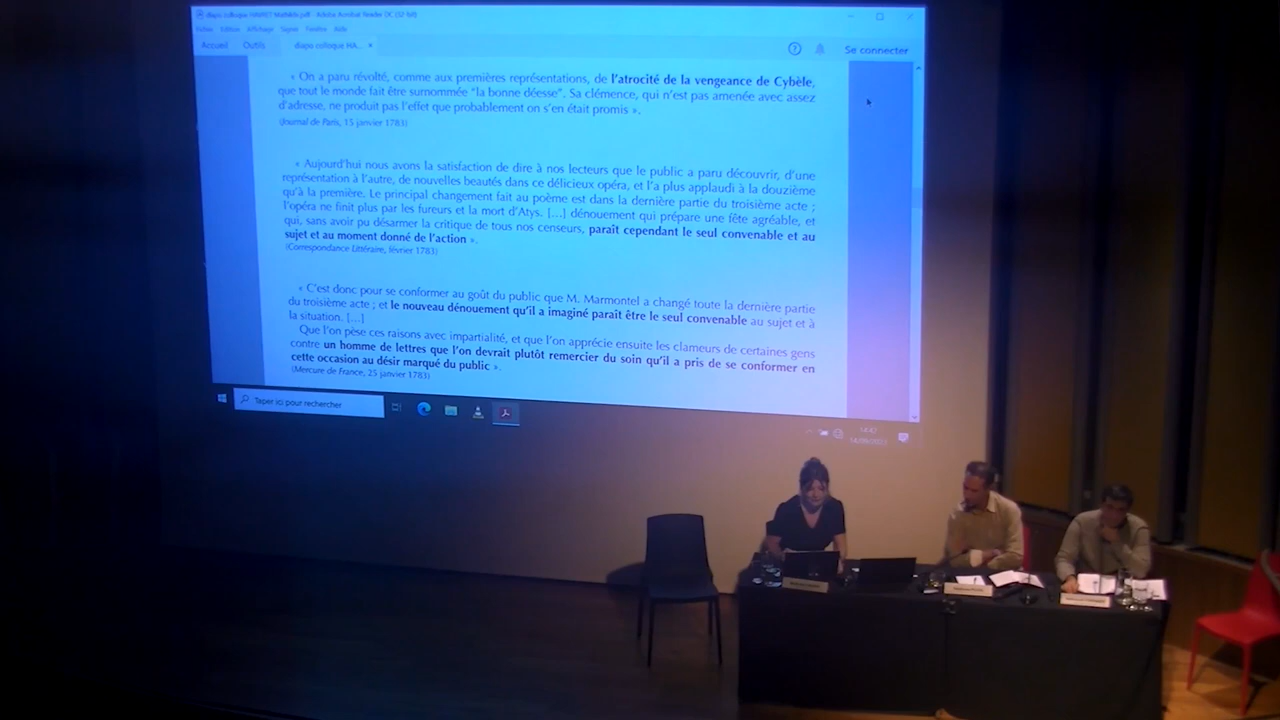 diapo colloque HAWKST Mathilde.pdf - Adobe Acrobat Reader DC (32-bit)
Fichier Edition Affichage Signer Fenêtre Aide
Accueil Outils diapo colloque HA... × Se connecter
« On a paru révolté, comme aux premières représentations, de l'atrocité de la vengeance de Cybèle,
que tout le monde fait être surnommée "la bonne déesse". Sa clémence, qui n'est pas amenée avec assez
d'adresse, ne produit pas l'effet que probablement on s'en était promis ».
(Journal de Paris, 15 janvier 1783)
« Aujourd'hui nous avons la satisfaction de dire à nos lecteurs que le public a paru découvrir, d'une
représentation à l'autre, de nouvelles beautés dans ce délicieux opéra, et l'a plus applaudi à la douzième
qu'à la première. Le principal changement fait au poème est dans la dernière partie du troisième acte ;
l'opéra ne finit plus par les fureurs et la mort d'Atys. [...] dénouement qui prépare une fête agréable, et
qui, sans avoir pu désarmer la critique de tous nos censeurs, paraît cependant le seul convenable et au
sujet et au moment donné de l'action ».
(Correspondance Littéraire, février 1783)
« C'est donc pour se conformer au goût du public que M. Marmontel a changé toute la dernière partie
du troisième acte ; et le nouveau dénouement qu'il a imaginé paraît être le seul convenable au sujet et à
la situation. [...]
Que l'on pèse ces raisons avec impartialité, et que l'on apprécie ensuite les clameurs de certaines gens
contre un homme de lettres que l'on devrait plutôt remercier du soin qu'il a pris de se conformer en
cette occasion au désir marqué du public ».
(Mercure de France, 25 janvier 1783)
Taper ici pour rechercher
14:47